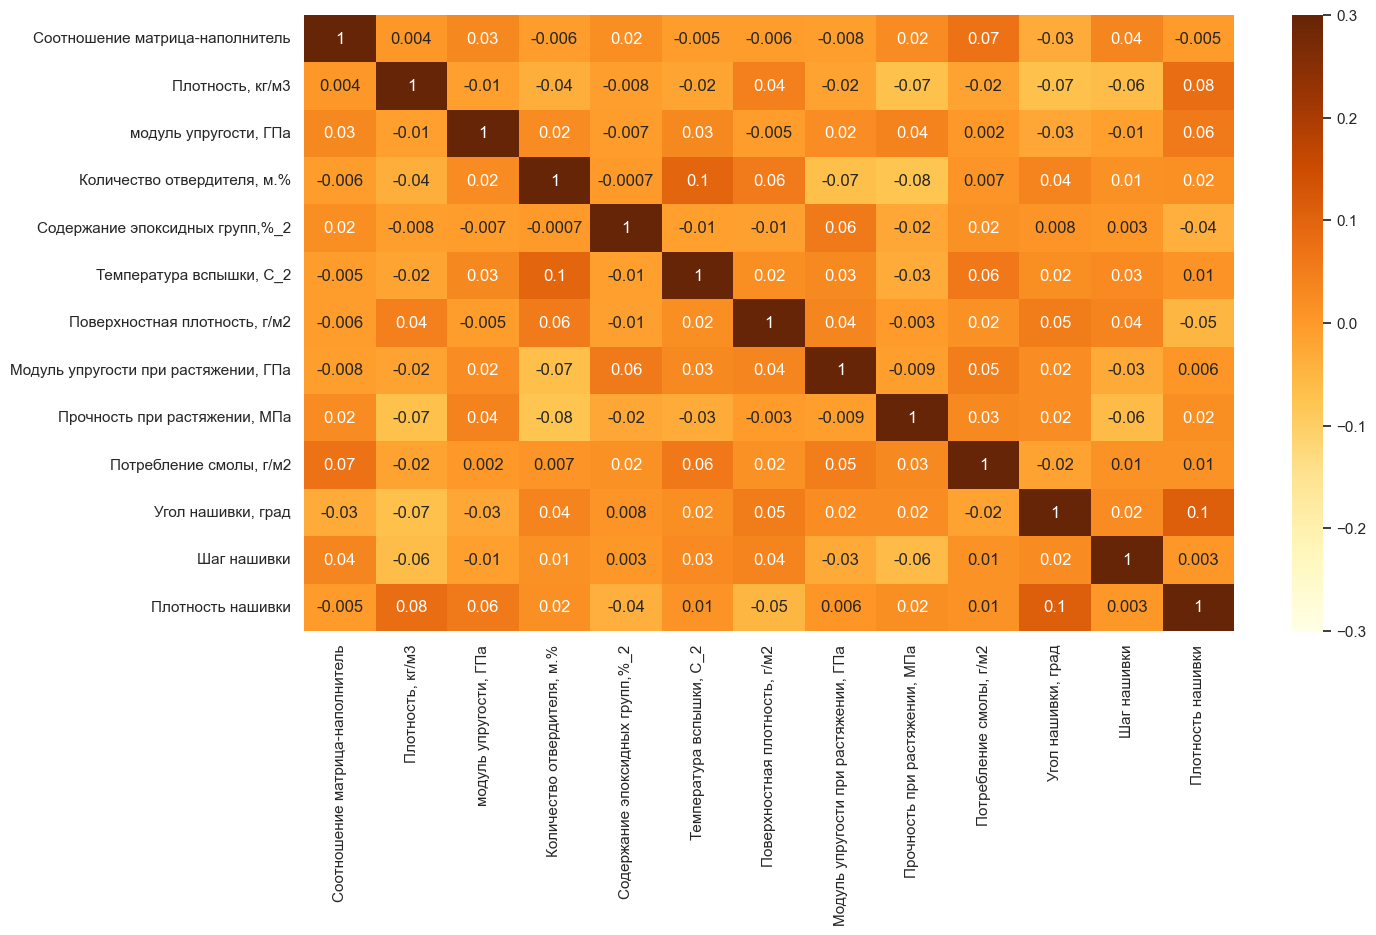 Соотношение матрица-наполнитель 1 0.004 0.03 -0.006 0.02 -0.005 -0.006 -0.008 0.02 0.07 -0.03 0.04 -0.005
Плотность, кг/м3 0.004 1 -0.01 -0.04 -0.008 -0.02 0.04 -0.02 -0.07 -0.02 -0.07 -0.06 0.08
модуль упругости, ГПа 0.03 -0.01 1 0.02 -0.007 0.03 -0.005 0.02 0.04 0.002 -0.03 -0.01 0.06
Количество отвердителя, м.% -0.006 -0.04 0.02 1 -0.0007 0.1 0.06 -0.07 -0.08 0.007 0.04 0.01 0.02
Содержание эпоксидных групп,%_2 0.02 -0.008 -0.007 -0.0007 1 -0.01 -0.01 0.06 -0.02 0.02 0.008 0.003 -0.04
Температура вспышки, С_2 -0.005 -0.02 0.03 0.1 -0.01 1 0.02 0.03 -0.03 0.06 0.02 0.03 0.01
Поверхностная плотность, г/м2 -0.006 0.04 -0.005 0.06 -0.01 0.02 1 0.04 -0.003 0.02 0.05 0.04 -0.05
Модуль упругости при растяжении, ГПа -0.008 -0.02 0.02 -0.07 0.06 0.03 0.04 1 -0.009 0.05 0.02 -0.03 0.006
Прочность при растяжении, МПа 0.02 -0.07 0.04 -0.08 -0.02 -0.03 -0.003 -0.009 1 0.03 0.02 -0.06 0.02
Потребление смолы, г/м2 0.07 -0.02 0.002 0.007 0.02 0.06 0.02 0.05 0.03 1 -0.02 0.01 0.01
Угол нашивки, град -0.03 -0.07 -0.03 0.04 0.008 0.02 0.05 0.02 0.02 -0.02 1 0.02 0.1
Шаг нашивки 0.04 -0.06 -0.01 0.01 0.003 0.03 0.04 -0.03 -0.06 0.01 0.02 1 0.003
Плотность нашивки -0.005 0.08 0.06 0.02 -0.04 0.01 -0.05 0.006 0.02 0.01 0.1 0.003 1
Соотношение матрица-наполнитель
Плотность, кг/м3
модуль упругости, ГПа
Количество отвердителя, м.%
Содержание эпоксидных групп,%_2
Температура вспышки, С_2
Поверхностная плотность, г/м2
Модуль упругости при растяжении, ГПа
Прочность при растяжении, МПа
Потребление смолы, г/м2
Угол нашивки, град
Шаг нашивки
Плотность нашивки
0.3
0.2
0.1
0.0
−0.1
−0.2
−0.3